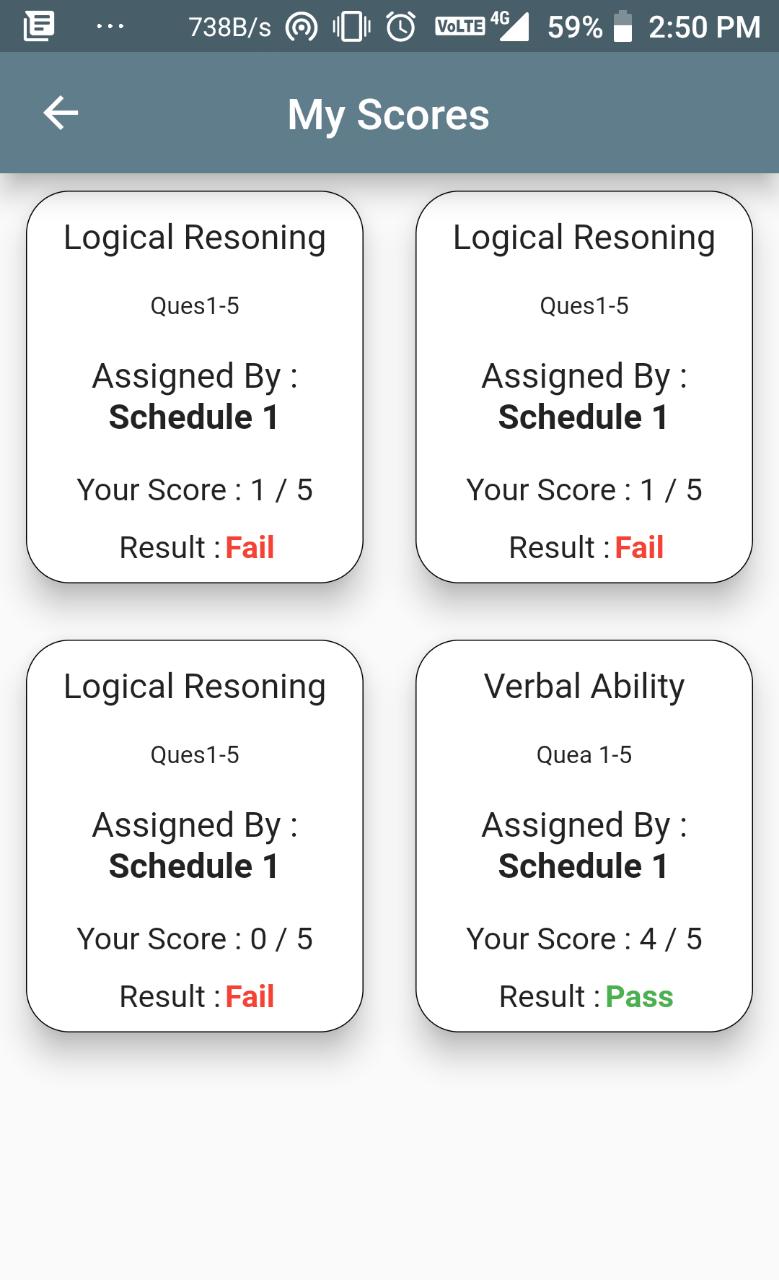 738B/s VoLTE 4G 59% 2:50 PM
My Scores
Logical Resoning
Ques1-5
Assigned By :
Schedule 1
Your Score : 1 / 5
Result : Fail
Logical Resoning
Ques1-5
Assigned By :
Schedule 1
Your Score : 1 / 5
Result : Fail
Logical Resoning
Ques1-5
Assigned By :
Schedule 1
Your Score : 0 / 5
Result : Fail
Verbal Ability
Quea 1-5
Assigned By :
Schedule 1
Your Score : 4 / 5
Result : Pass